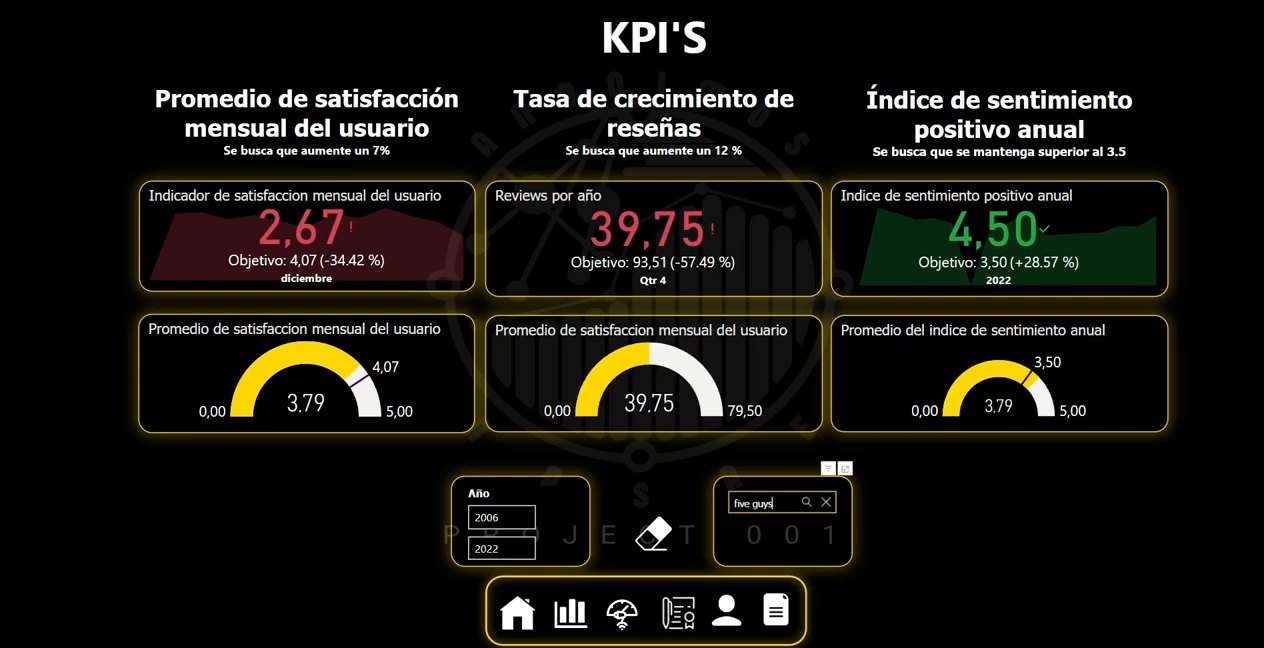 KPI'S
Promedio de satisfacción
mensual del usuario
Se busca que aumente un 7%
Tasa de crecimiento de
reseñas
Se busca que aumente un 12 %
Índice de sentimiento
positivo anual
Se busca que se mantenga superior al 3.5
Indicador de satisfaccion mensual del usuario
2,67!
Objetivo: 4,07 (-34.42 %)
diciembre
Reviews por año
39,75!
Objetivo: 93,51 (-57.49 %)
Qtr 4
Indice de sentimiento positivo anual
4,50
Objetivo: 3,50 (+28.57 %)
2022
Promedio de satisfaccion mensual del usuario
4,07
0,00
3,79
5,00
Promedio de satisfaccion mensual del usuario
0,00
39,75
79,50
Promedio del indice de sentimiento anual
3,50
0,00
3,79
5,00
Año
2006
2022
five guys
PROJECT 001